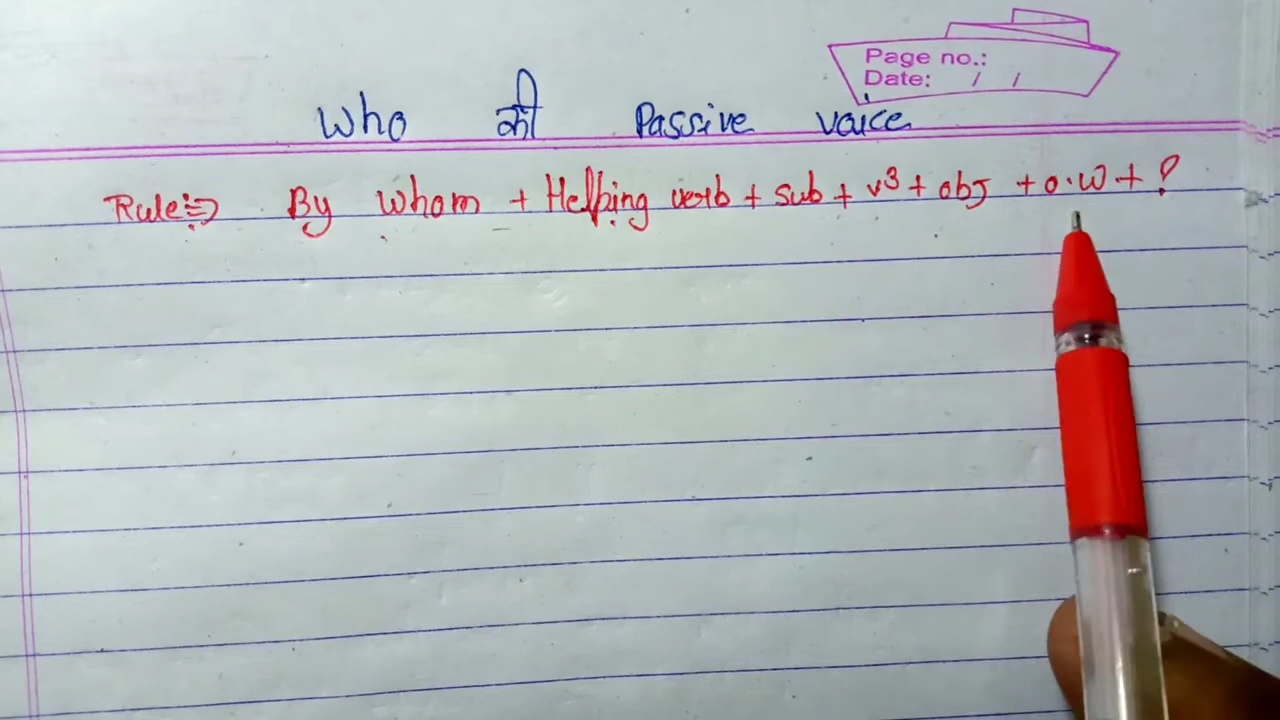 Page no.:
Date: / /
Who की Passive voice
Rule:⇒ By whom + Helping verb + sub + v³ + obj + o.w + ?